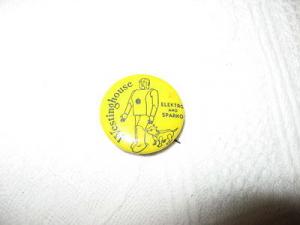 Westinghouse
ELEKTRO
AND
SPARKO